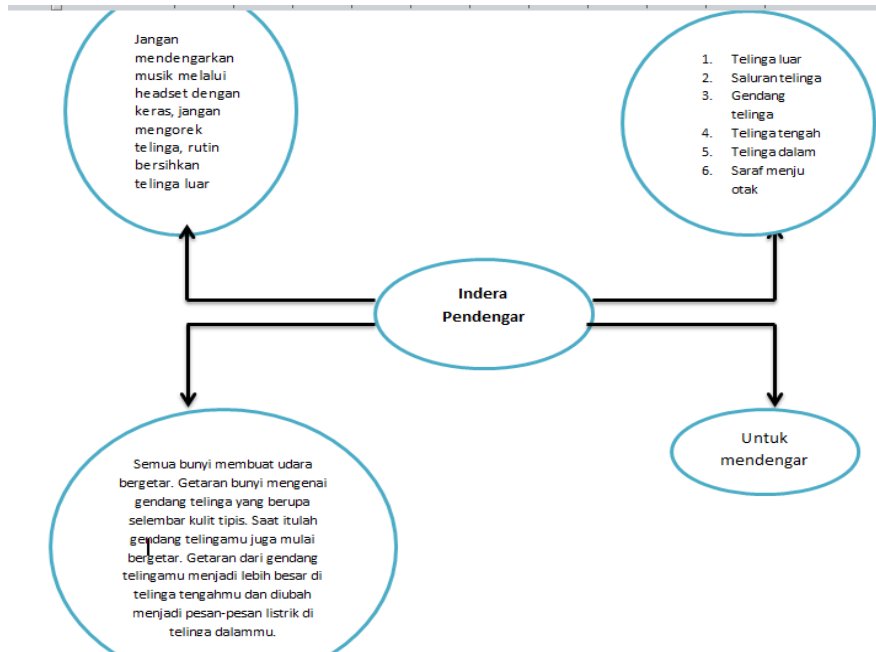 Jangan
mendengarkan
musik melalui
headset dengan
keras, jangan
mengorek
telinga, rutin
bersihkan
telinga luar
1. Telinga luar
2. Saluran telinga
3. Gendang
telinga
4. Telinga tengah
5. Telinga dalam
6. Saraf menju
otak
Indera
Pendengar
Semua bunyi membuat udara
bergetar. Getaran bunyi mengenai
gendang telinga yang berupa
selembar kulit tipis. Saat itulah
gendang telingamu juga mulai
bergetar. Getaran dari gendang
telingamu menjadi lebih besar di
telinga tengahmu dan diubah
menjadi pesan-pesan listrik di
telinga dalammu.
Untuk
mendengar